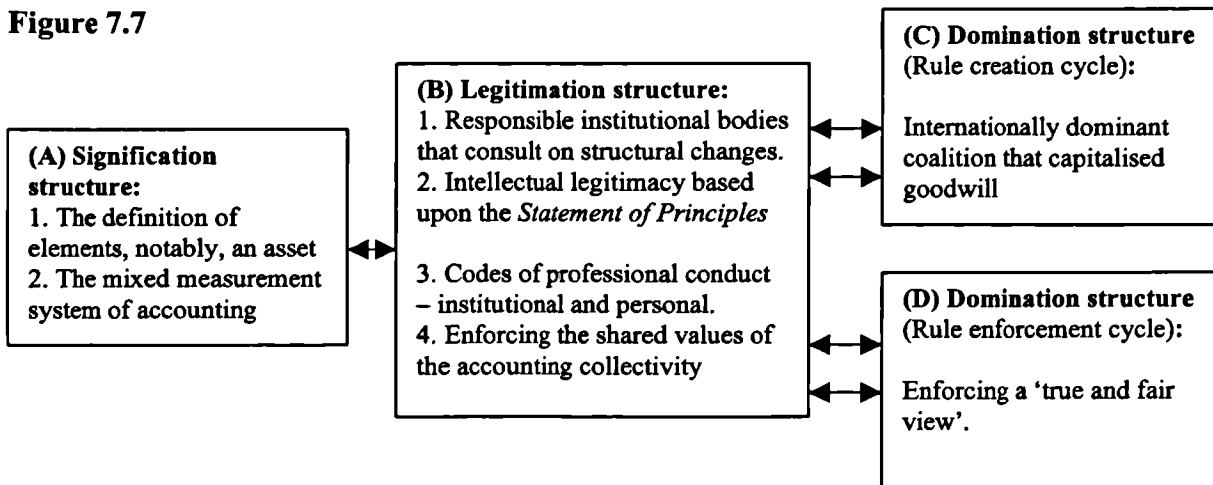 Figure 7.7
(A) Signification
structure:
1. The definition of
elements, notably, an asset
2. The mixed measurement
system of accounting
(B) Legitimation structure:
1. Responsible institutional bodies
that consult on structural changes.
2. Intellectual legitimacy based
upon the Statement of Principles
3. Codes of professional conduct
– institutional and personal.
4. Enforcing the shared values of
the accounting collectivity
(C) Domination structure
(Rule creation cycle):
Internationally dominant
coalition that capitalised
goodwill
(D) Domination structure
(Rule enforcement cycle):
Enforcing a ‘true and fair
view’.